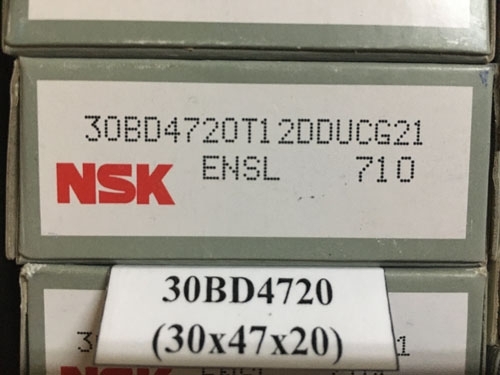 30BD4720T12DDUCG21
NSK
ENSL 710
30BD4720
(30x47x20)